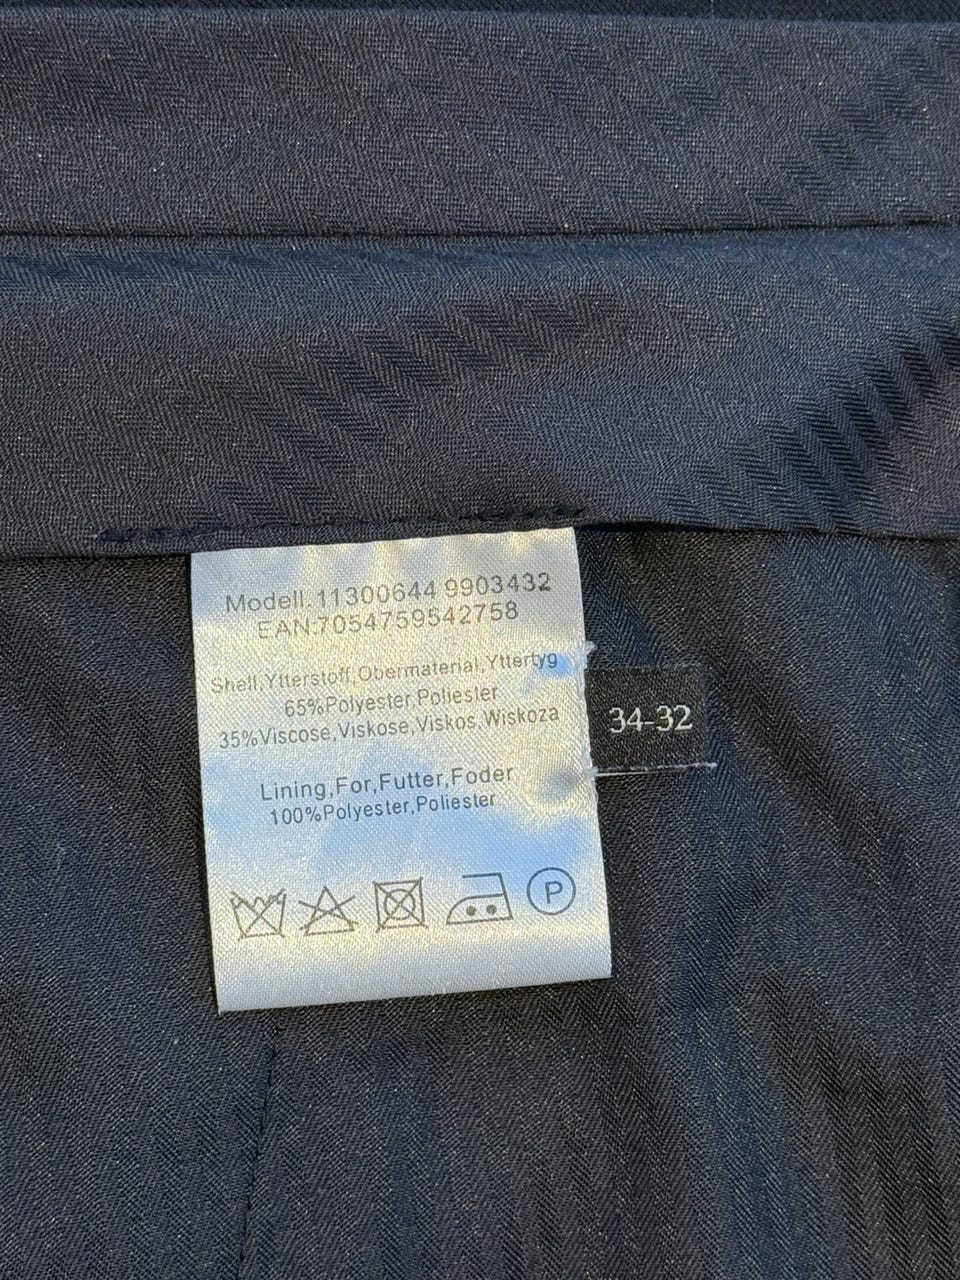 Modell.11300644 9903432
EAN:7054759542758
Shell,Ytterstoff,Obermaterial,Yttertyg
65%Polyester,Poliester
35%Viscose,Viskose,Viskos,Wiskoza
34-32
Lining,For,Futter,Foder
100%Polyester,Poliester
P